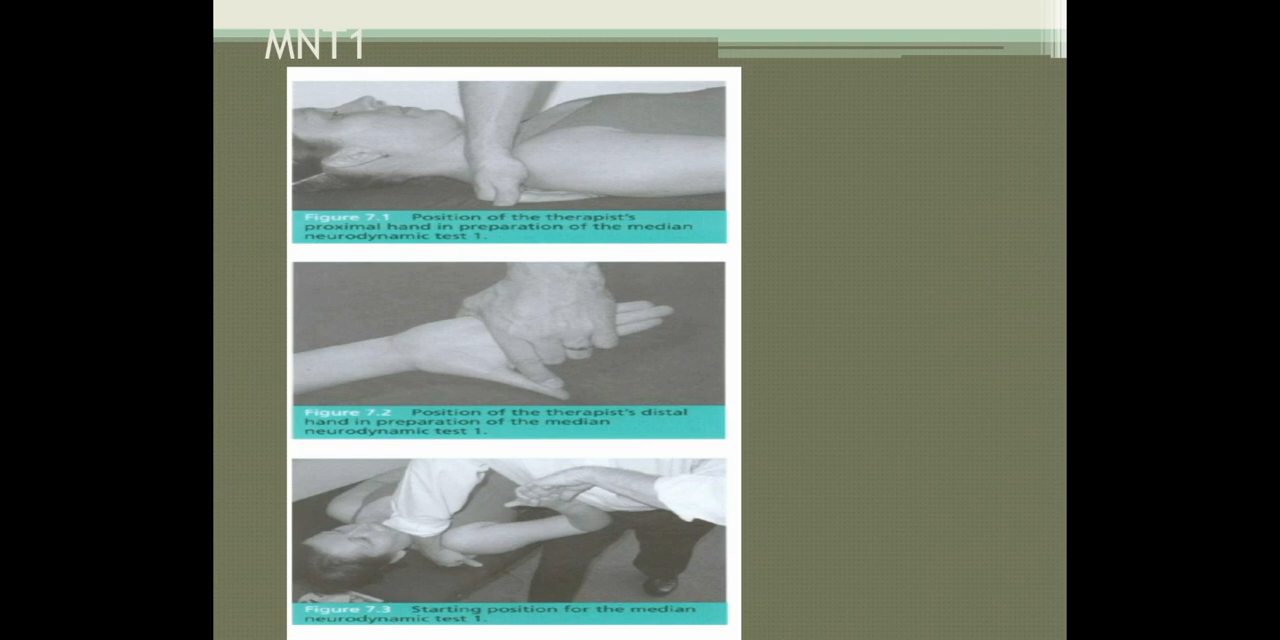 MNT1
Figure 7.1 Position of the therapist's
proximal hand in preparation of the median
neurodynamic test 1.
Figure 7.2 Position of the therapist's distal
hand in preparation of the median
neurodynamic test 1.
Figure 7.3 Starting position for the median
neurodynamic test 1.